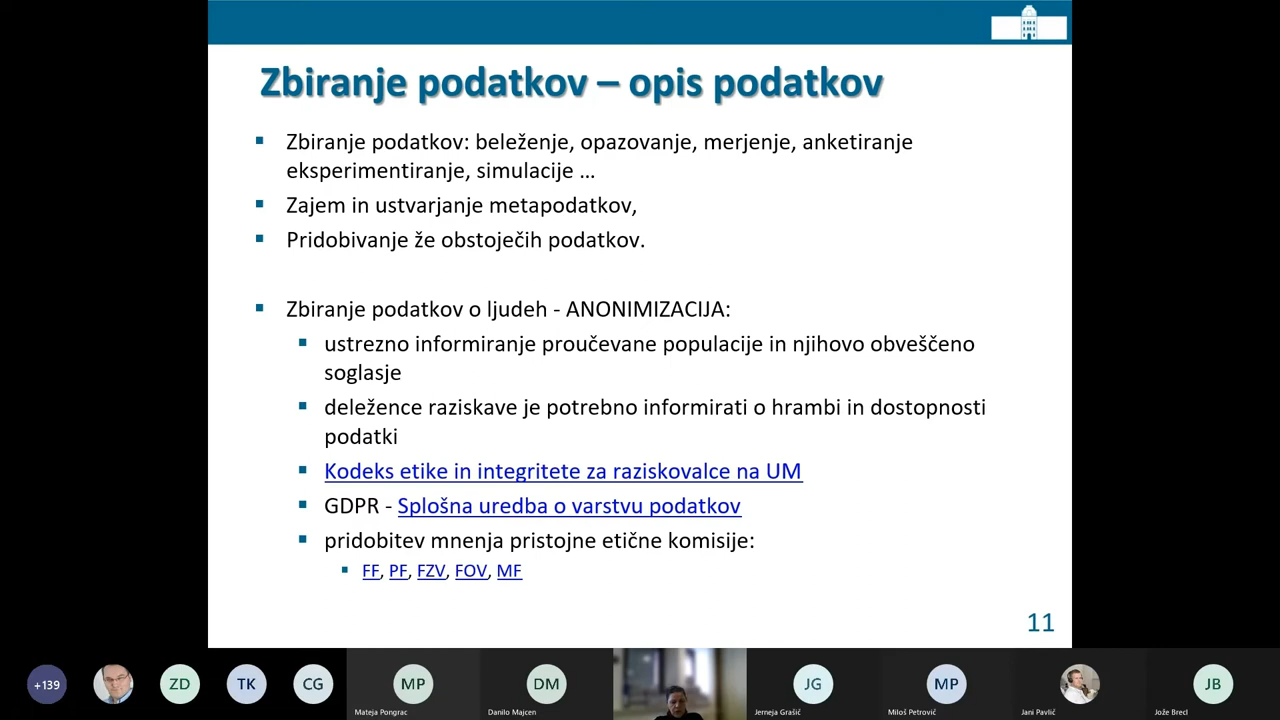 Zbiranje podatkov – opis podatkov
Zbiranje podatkov: beleženje, opazovanje, merjenje, anketiranje
eksperimentiranje, simulacije …
Zajem in ustvarjanje metapodatkov,
Pridobivanje že obstoječih podatkov.
Zbiranje podatkov o ljudeh - ANONIMIZACIJA:
ustrezno informiranje proučevane populacije in njihovo obveščeno
soglasje
deležence raziskave je potrebno informirati o hrambi in dostopnosti
podatki
Kodeks etike in integritete za raziskovalce na UM
GDPR - Splošna uredba o varstvu podatkov
pridobitev mnenja pristojne etične komisije:
FF, PF, FZV, FOV, MF
11
+139 ZD TK CG MP DM JG MP JB
Mateja Pongrac Danilo Majcen Jerneja Grašič Miloš Petrović Jani Pavlič Jože Brecl